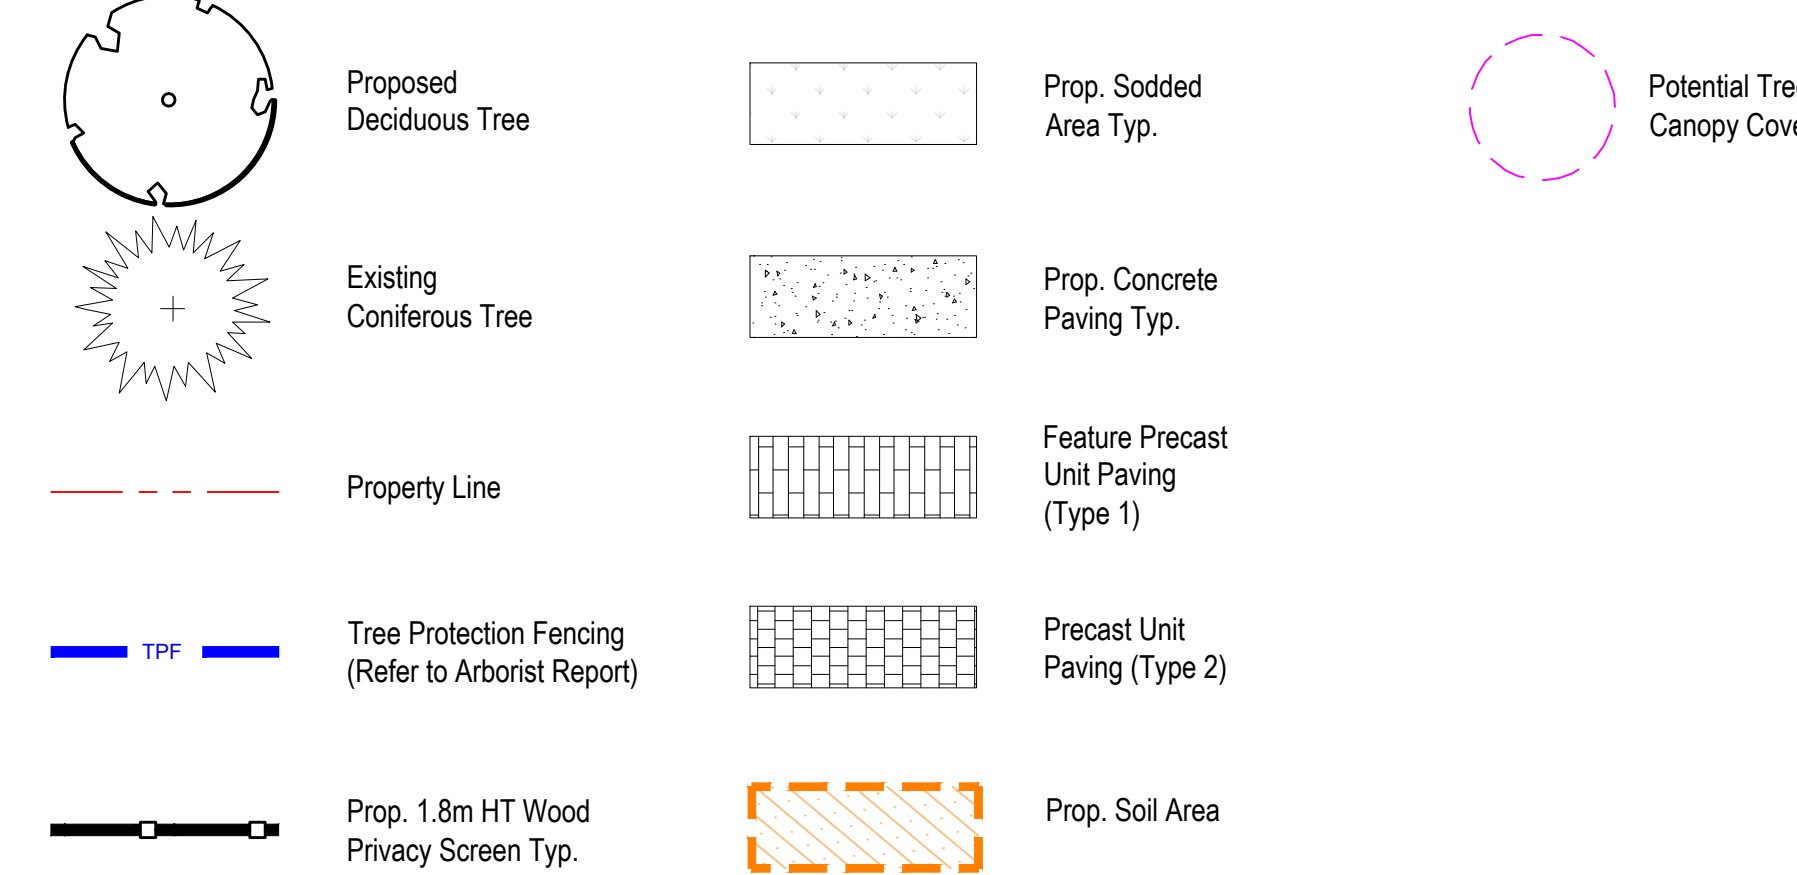 Proposed
Deciduous Tree
Existing
Coniferous Tree
Property Line
TPF
Tree Protection Fencing
(Refer to Arborist Report)
Prop. 1.8m HT Wood
Privacy Screen Typ.
Prop. Sodded
Area Typ.
Prop. Concrete
Paving Typ.
Feature Precast
Unit Paving
(Type 1)
Precast Unit
Paving (Type 2)
Prop. Soil Area
Potential
Canopy